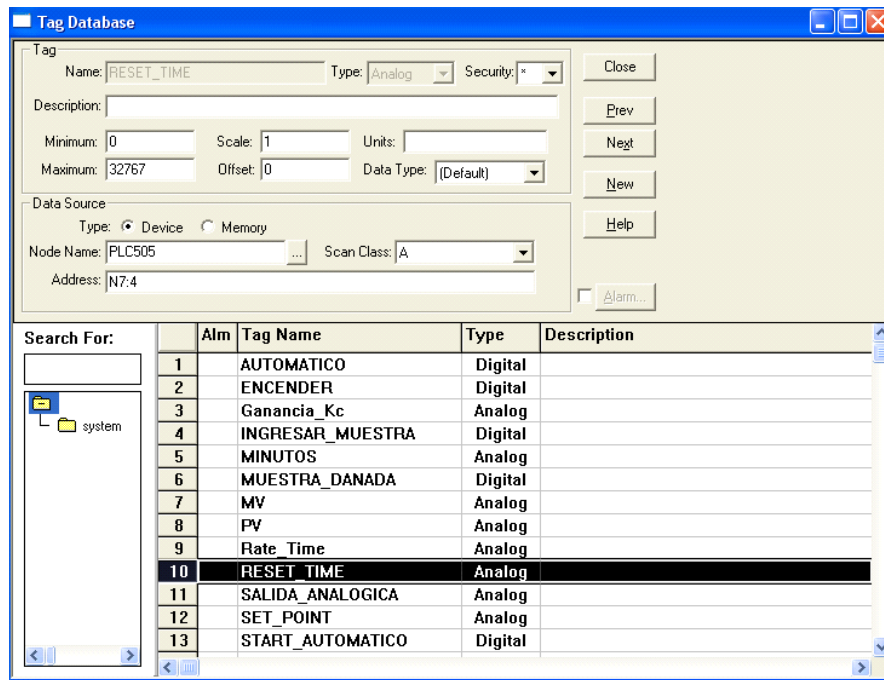 Tag Database
Tag
Name: RESET_TIME Type: Analog Security: * Close
Description: Prev
Minimum: 0 Scale: 1 Units: Next
Maximum: 32767 Offset: 0 Data Type: (Default)
New
Data Source
Type: Device Memory Help
Node Name: PLC505 ... Scan Class: A
Address: N7:4
Alarm...
Search For:
system
Alm Tag Name Type Description
1 AUTOMATICO Digital
2 ENCENDER Digital
3 Ganancia_Kc Analog
4 INGRESAR_MUESTRA Digital
5 MINUTOS Analog
6 MUESTRA_DANADA Digital
7 MV Analog
8 PV Analog
9 Rate_Time Analog
10 RESET_TIME Analog
11 SALIDA_ANALOGICA Analog
12 SET_POINT Analog
13 START_AUTOMATICO Digital